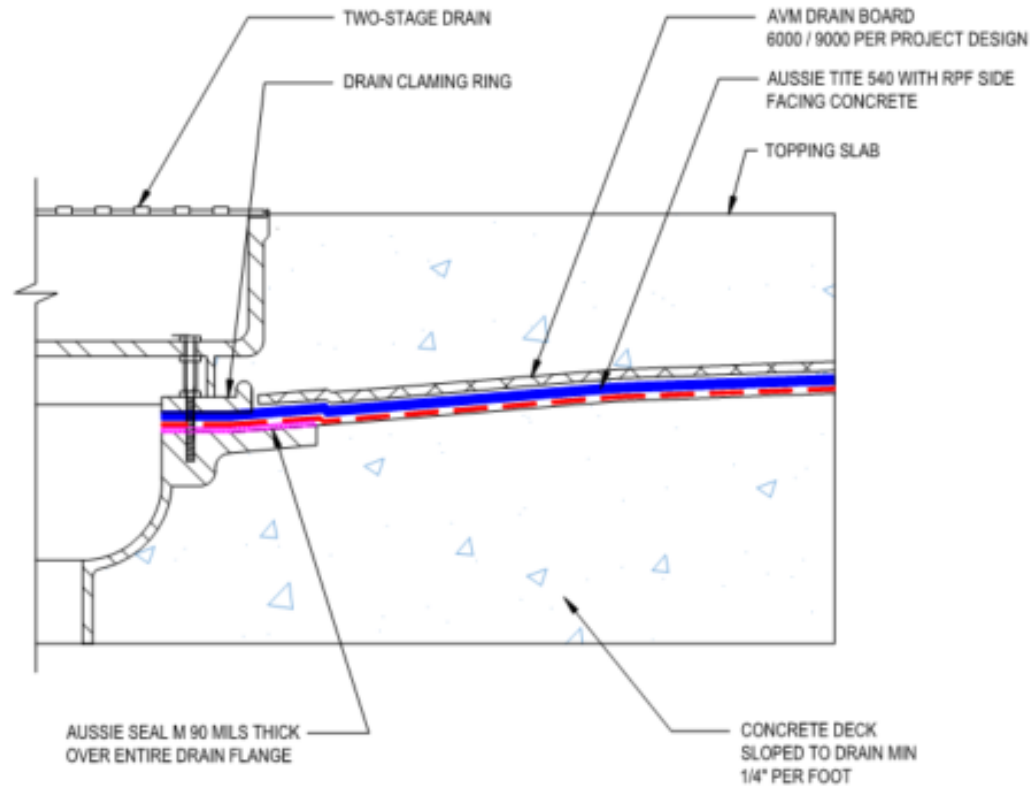 TWO-STAGE DRAIN
DRAIN CLAMING RING
AVM DRAIN BOARD
6000 / 9000 PER PROJECT DESIGN
AUSSIE TITE 540 WITH RPF SIDE
FACING CONCRETE
TOPPING SLAB
AUSSIE SEAL M 90 MILS THICK
OVER ENTIRE DRAIN FLANGE
CONCRETE DECK
SLOPED TO DRAIN MIN
1/4" PER FOOT